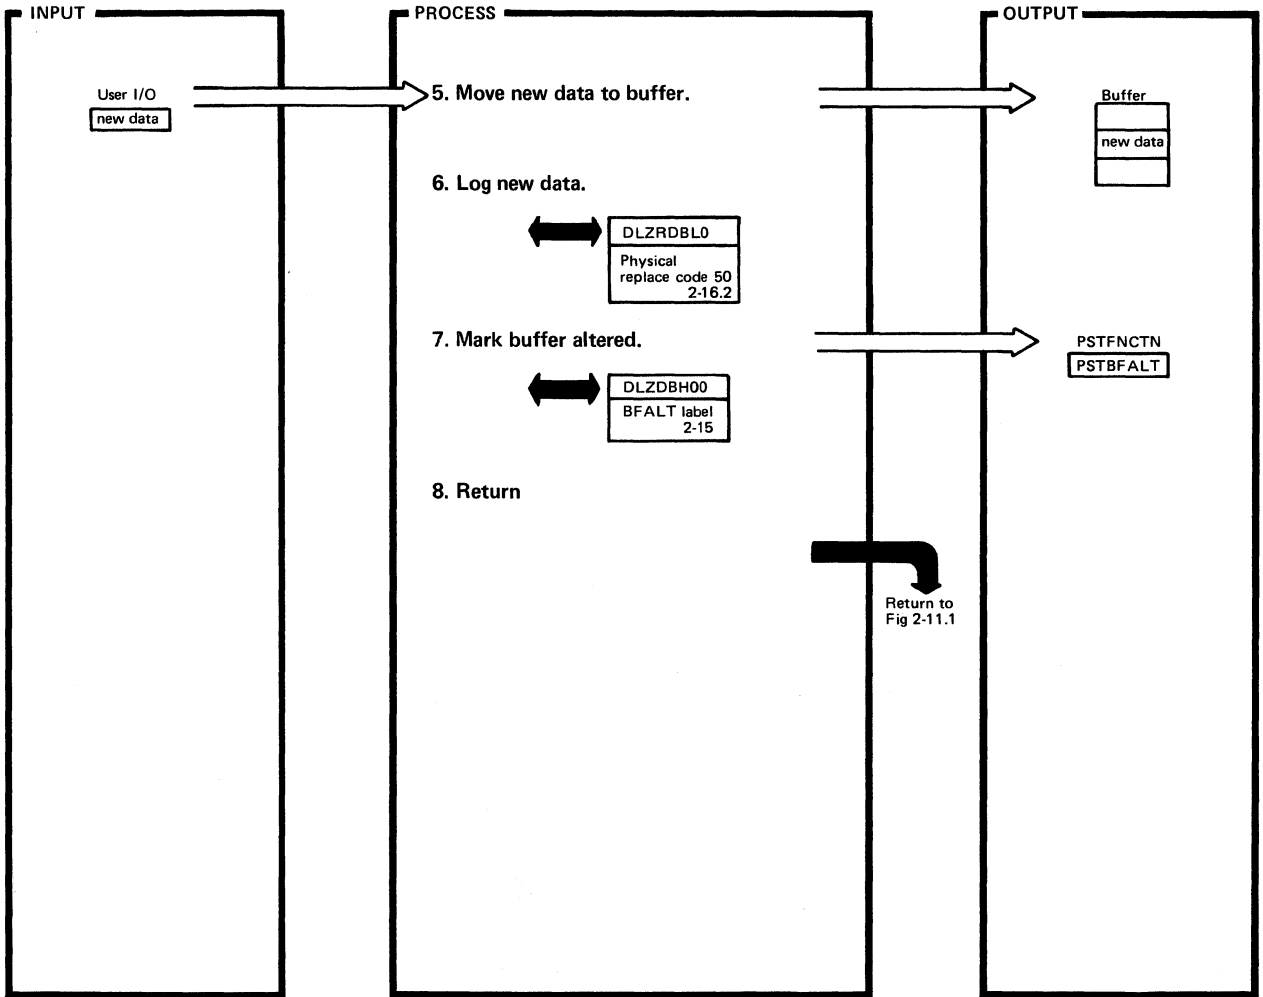 INPUT
PROCESS
OUTPUT
User I/O
new data
5. Move new data to buffer.
Buffer
new data
6. Log new data.
DLZRDBL0
Physical
replace code 50
2-16.2
7. Mark buffer altered.
PSTFNCTN
PSTBFALT
DLZDBH00
BFALT label
2-15
8. Return
Return to
Fig 2-11.1